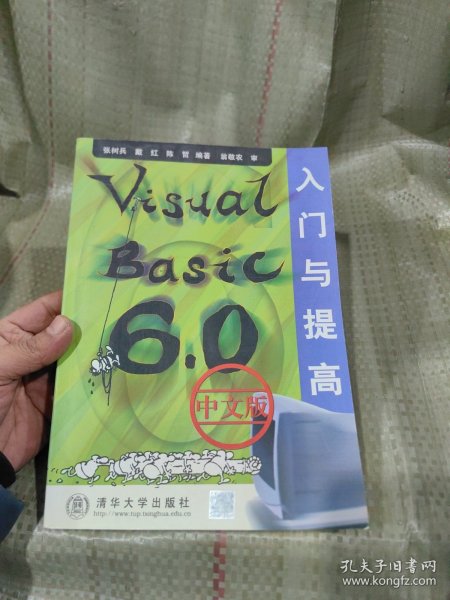 张树兵 戴 红 陈 哲 编著 翁敬农 审
Visual
Basic
6.0
中文版
入门与提高
清华大学出版社
http://www.tup.tsinghua.edu.cn
孔夫子旧书网
www.kongfz.com